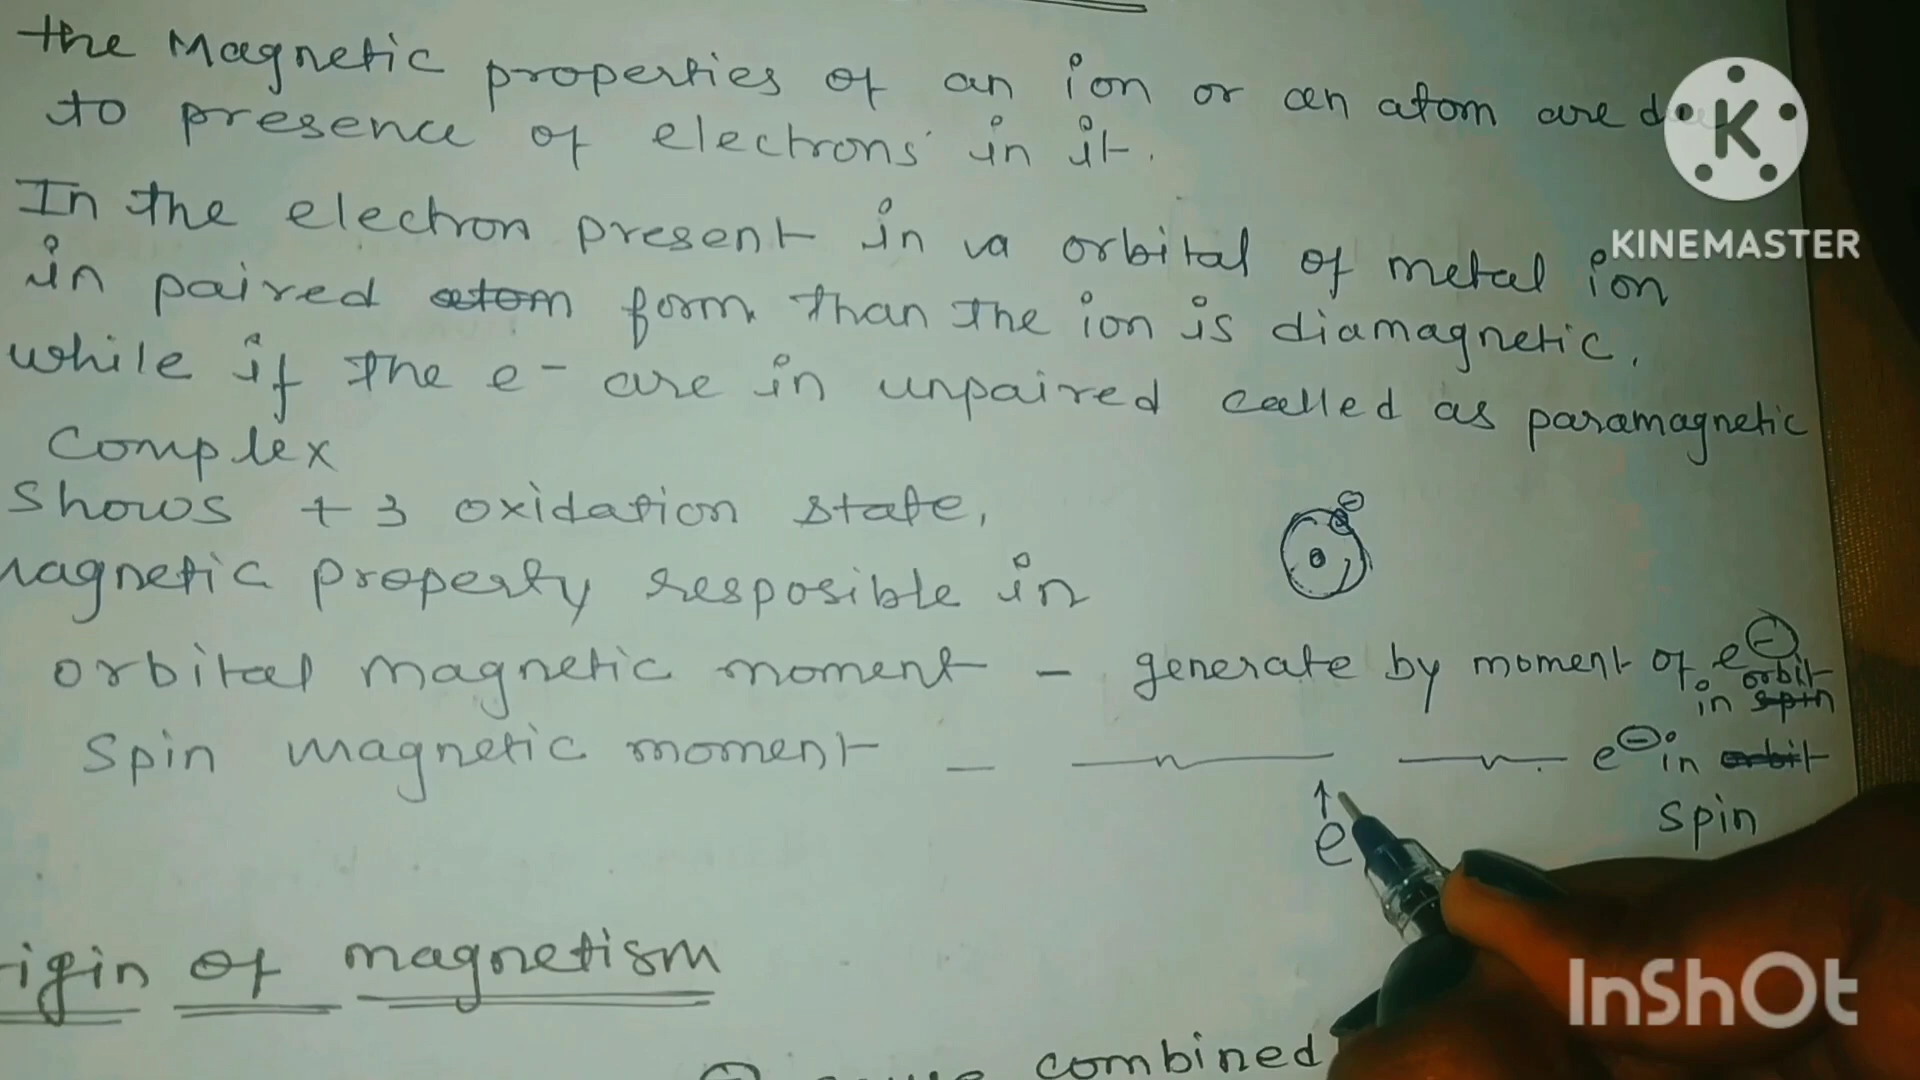 the Magnetic properties of an ion or an atom are
to presence of electrons in it.
In the electron present in a orbital of metal ion
in paired atom form than the ion is diamagnetic.
while if the e- are in unpaired called as paramagnetic
Complex
Shows +3 oxidation state,
agnetic property resposible in
orbital magnetic moment - generate by moment of e⊖
in spin orbit
Spin magnetic moment - e⊖ in orbit
spin
e
igin of magnetism
combined
K
KINEMASTER
InShOt